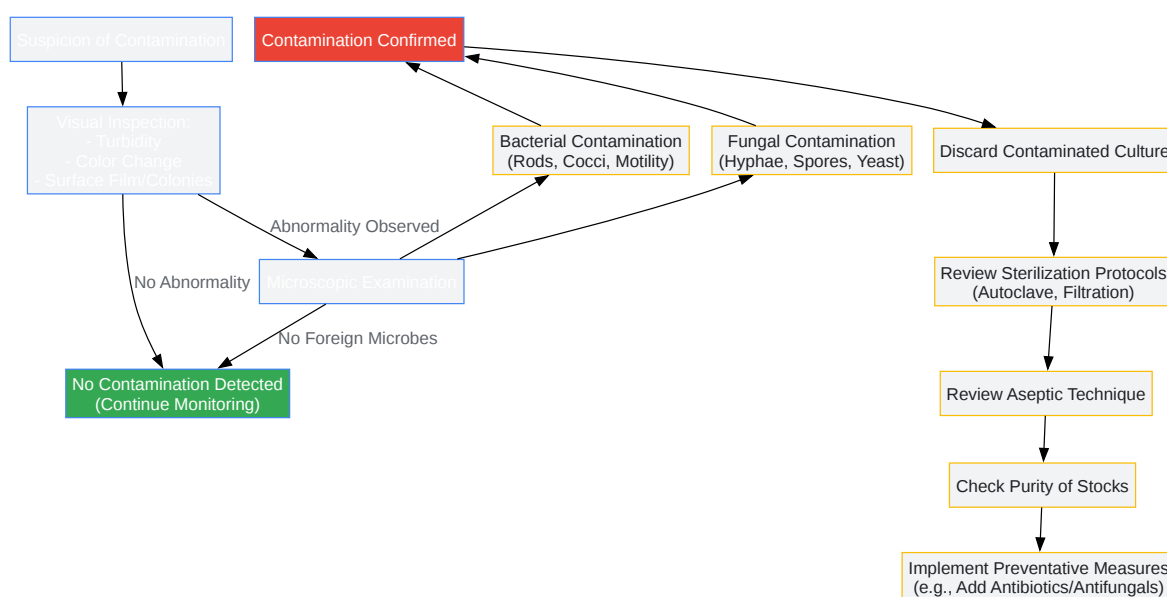 Suspicion of Contamination
Contamination Confirmed
Visual Inspection:
- Turbidity
- Color Change
- Surface Film/Colonies
Bacterial Contamination
(Rods, Cocci, Motility)
Fungal Contamination
(Hyphae, Spores, Yeast)
Discard Contaminated Culture
Abnormality Observed
No Abnormality
Microscopic Examination
Review Sterilization Protocols
(Autoclave, Filtration)
No Foreign Microbes
No Contamination Detected
(Continue Monitoring)
Review Aseptic Technique
Check Purity of Stocks
Implement Preventative Measures
(e.g., Add Antibiotics/Antifungals)